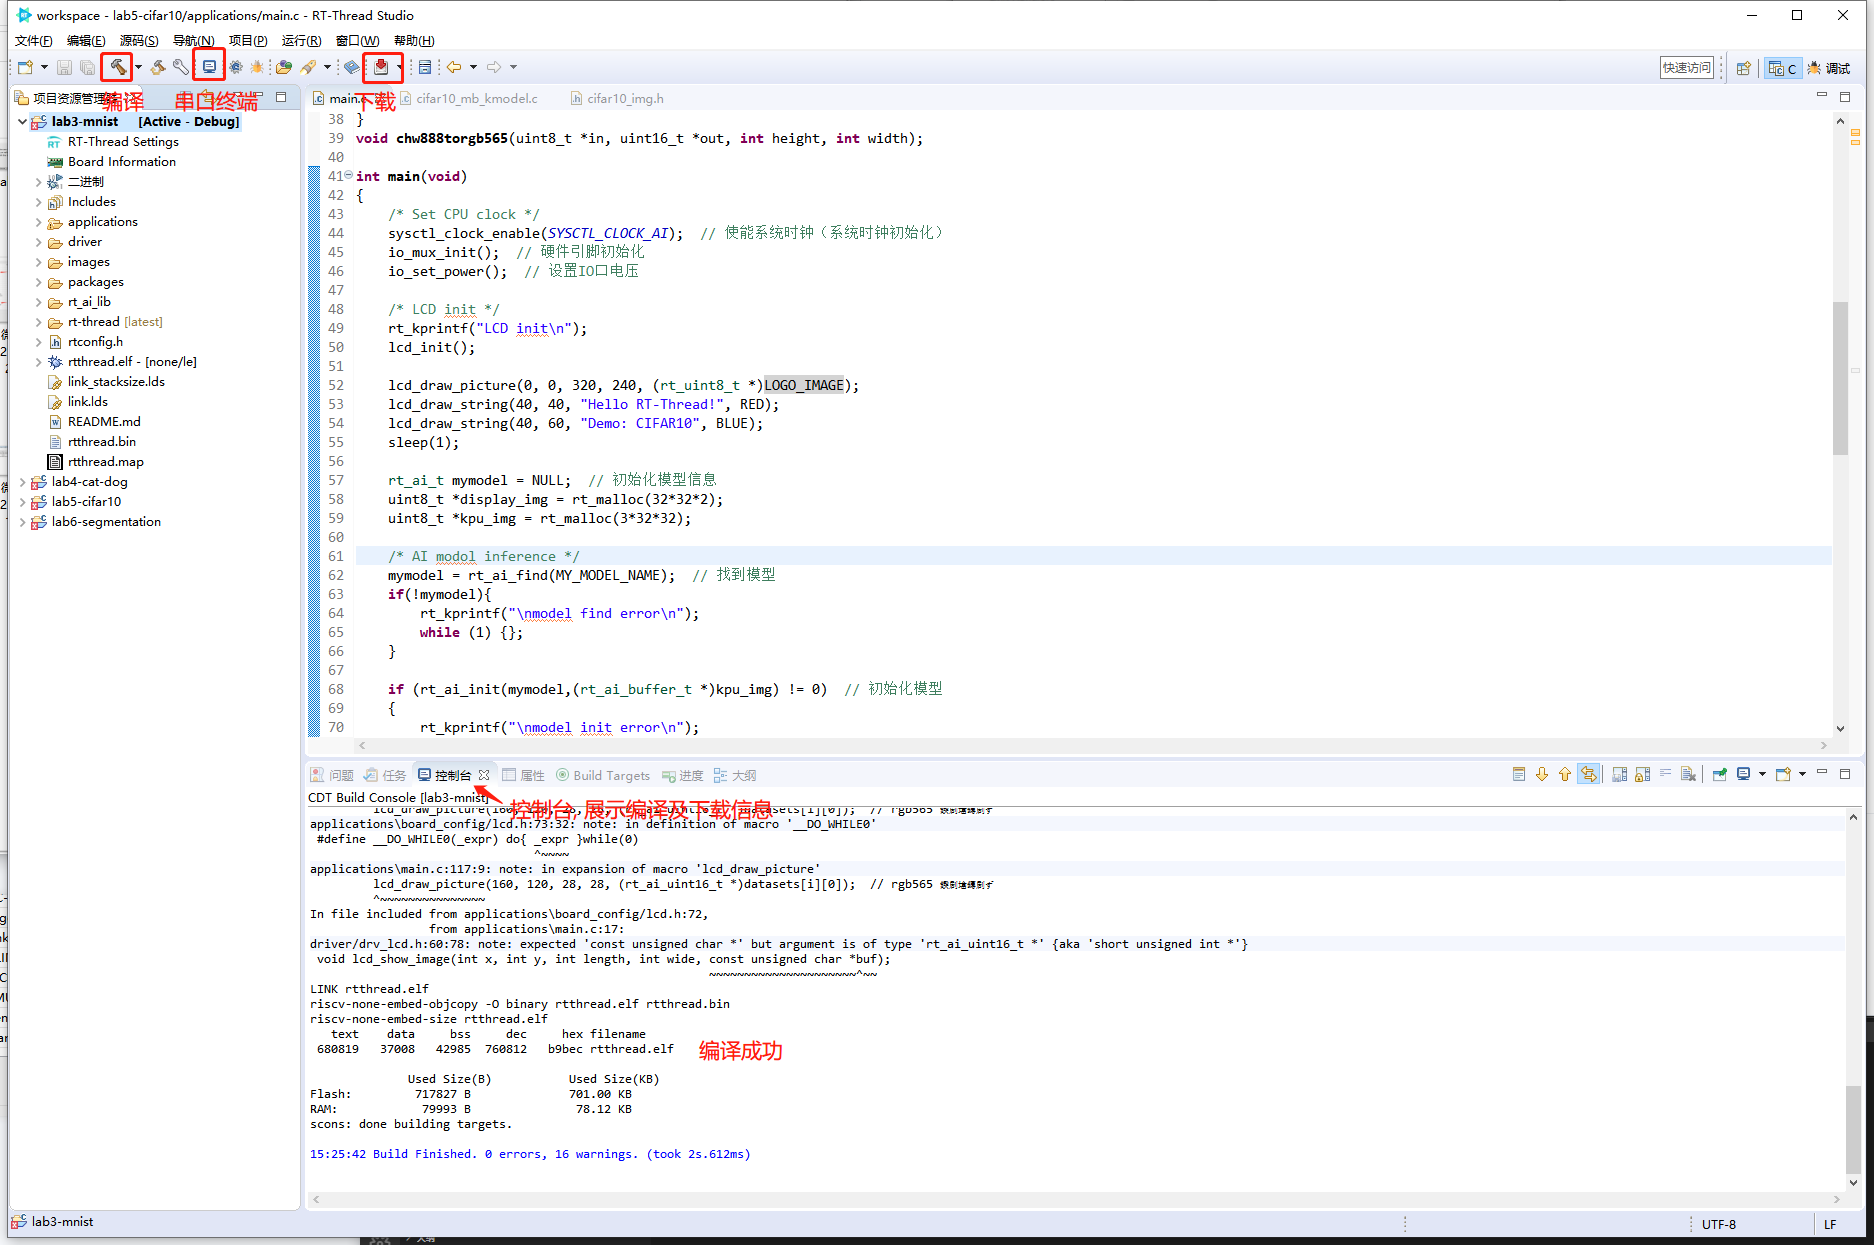 workspace - lab5-cifar10/applications/main.c - RT-Thread Studio
文件(F) 编辑(E) 源码(S) 导航(N) 项目(P) 运行(R) 窗口(W) 帮助(H)
快速访问
C
调试
项目资源管理
编译
串口终端
下载
lab3-mnist [Active - Debug]
RT-Thread Settings
Board Information
二进制
Includes
applications
driver
images
packages
rt_ai_lib
rt-thread [latest]
rtconfig.h
rtthread.elf - [none/le]
link_stacksize.lds
link.lds
README.md
rtthread.bin
rtthread.map
lab4-cat-dog
lab5-cifar10
lab6-segmentation
main.c cifar10_mb_kmodel.c cifar10_img.h
38 }
39 void chw888torgb565(uint8_t *in, uint16_t *out, int height, int width);
40
41 int main(void)
42 {
43 /* Set CPU clock */
44 sysctl_clock_enable(SYSCTL_CLOCK_AI); // 使能系统时钟（系统时钟初始化）
45 io_mux_init(); // 硬件引脚初始化
46 io_set_power(); // 设置IO口电压
47
48 /* LCD init */
49 rt_kprintf("LCD init\n");
50 lcd_init();
51
52 lcd_draw_picture(0, 0, 320, 240, (rt_uint8_t *)LOGO_IMAGE);
53 lcd_draw_string(40, 40, "Hello RT-Thread!", RED);
54 lcd_draw_string(40, 60, "Demo: CIFAR10", BLUE);
55 sleep(1);
56
57 rt_ai_t mymodel = NULL; // 初始化模型信息
58 uint8_t *display_img = rt_malloc(32*32*2);
59 uint8_t *kpu_img = rt_malloc(3*32*32);
60
61 /* AI modol inference */
62 mymodel = rt_ai_find(MY_MODEL_NAME); // 找到模型
63 if(!mymodel){
64 rt_kprintf("\nmodel find error\n");
65 while (1) {};
66 }
67
68 if (rt_ai_init(mymodel,(rt_ai_buffer_t *)kpu_img) != 0) // 初始化模型
69 {
70 rt_kprintf("\nmodel init error\n");
问题 任务 控制台 属性 Build Targets 进度 大纲
CDT Build Console [lab3-mnist]
控制台,展示编译及下载信息
applications\board_config/lcd.h:73:32: note: in definition of macro '__DO_WHILE0'
#define __DO_WHILE0(_expr) do{ _expr }while(0)
^~~~~
applications\main.c:117:9: note: in expansion of macro 'lcd_draw_picture'
lcd_draw_picture(160, 120, 28, 28, (rt_ai_uint16_t *)datasets[i][0]); // rgb565
^~~~~~~~~~~~~~~~
In file included from applications\board_config/lcd.h:72,
from applications\main.c:17:
driver/drv_lcd.h:60:78: note: expected 'const unsigned char *' but argument is of type 'rt_ai_uint16_t *' {aka 'short unsigned int *'}
void lcd_show_image(int x, int y, int length, int wide, const unsigned char *buf);
~~~~~~~~~~~~~~~~~~~~~^~~
LINK rtthread.elf
riscv-none-embed-objcopy -O binary rtthread.elf rtthread.bin
riscv-none-embed-size rtthread.elf
text data bss dec hex filename
680819 37008 42985 760812 b9bec rtthread.elf
编译成功
Used Size(B) Used Size(KB)
Flash: 717827 B 701.00 KB
RAM: 79993 B 78.12 KB
scons: done building targets.
15:25:42 Build Finished. 0 errors, 16 warnings. (took 2s.612ms)
lab3-mnist
UTF-8
LF